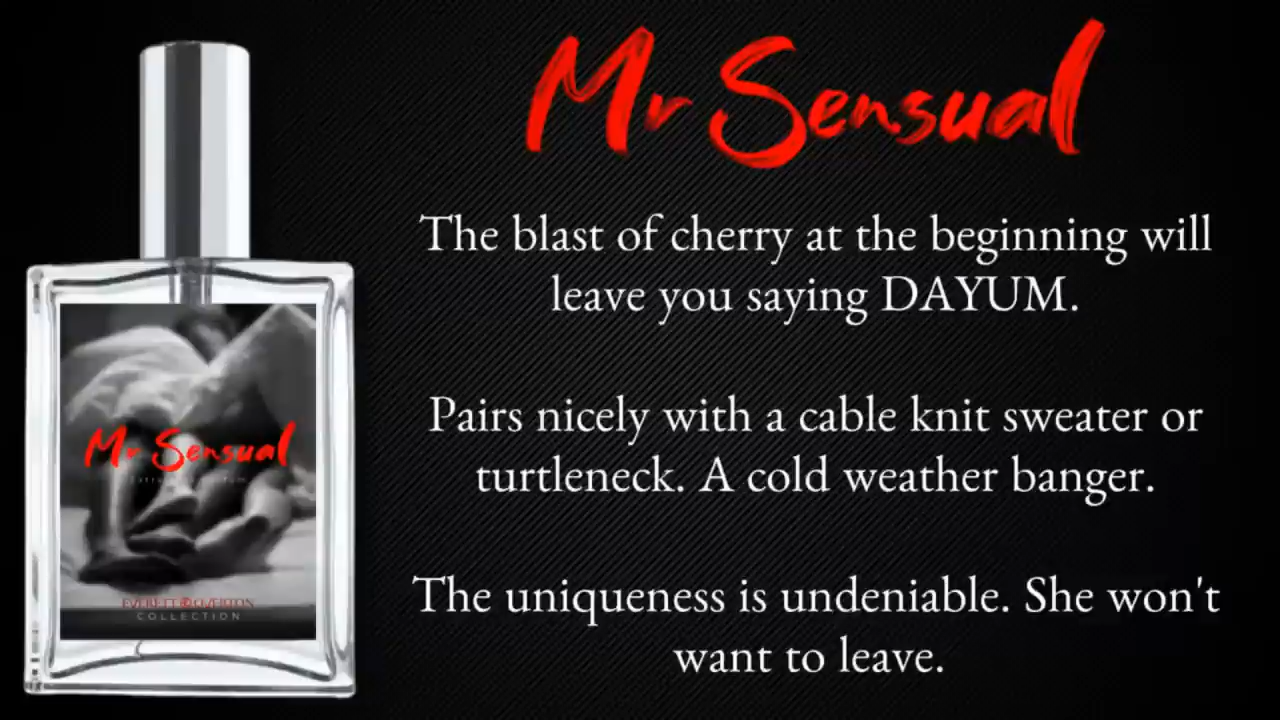 Mr Sensual
The blast of cherry at the beginning will
leave you saying DAYUM.
Pairs nicely with a cable knit sweater or
turtleneck. A cold weather banger.
The uniqueness is undeniable. She won't
want to leave.
Mr Sensual
COLLECTION